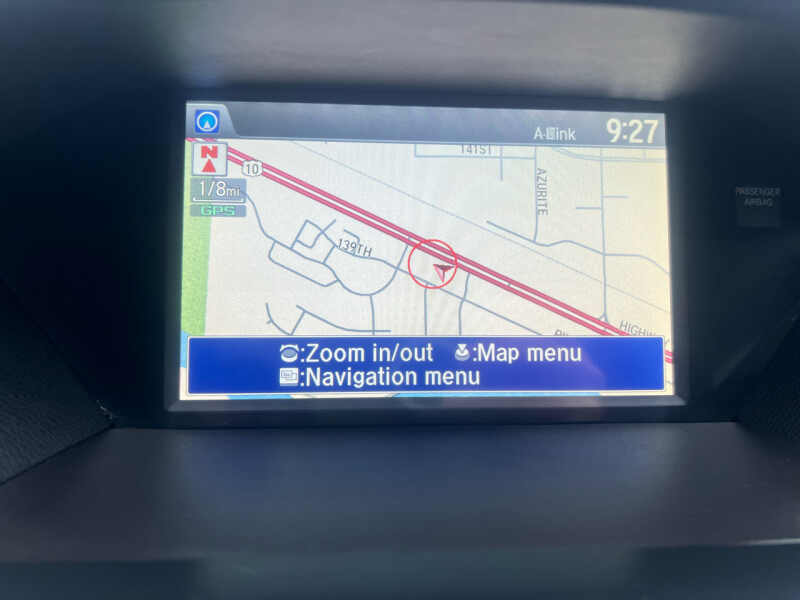 A-Link 9:27
N
10
141ST
1/8mi
GPS
AZURITE
139TH
:Zoom in/out :Map menu
:Navigation menu
PASSENGER
AIRBAG